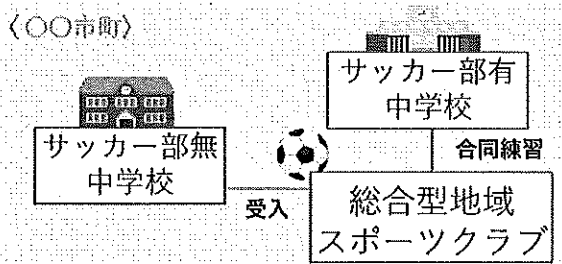 〈○○市町〉
サッカー部有
中学校
サッカー部無
中学校
合同練習
受入
総合型地域
スポーツクラブ